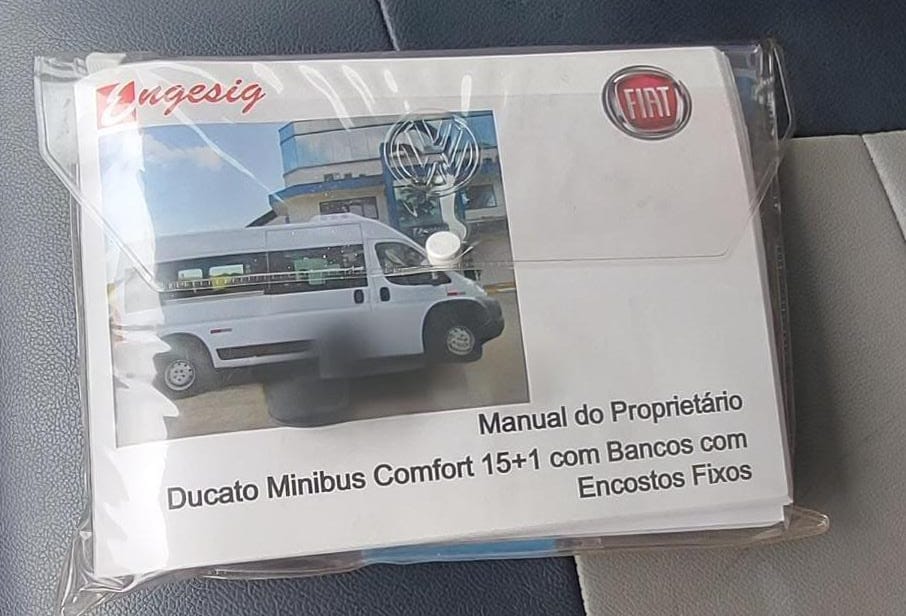 Engesig
FIAT
Manual do Proprietário
Ducato Minibus Comfort 15+1 com Bancos com
Encostos Fixos